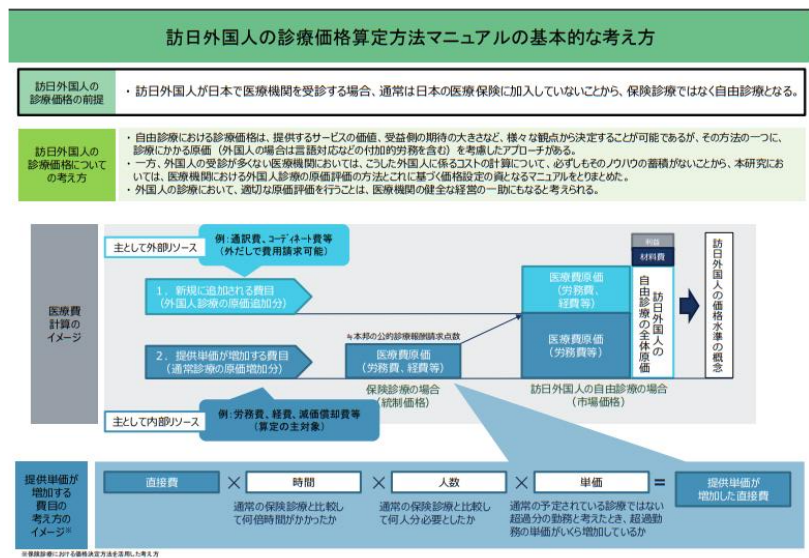 訪日外国人の診療価格算定方法マニュアルの基本的な考え方
訪日外国人の
診療価格の前提
・訪日外国人が日本で医療機関を受診する場合、通常は日本の医療保険に加入していないことから、保険診療ではなく自由診療となる。
訪日外国人の
診療価格について
の考え方
・自由診療における診療価格は、提供するサービスの価値、受益側の期待の大きさなど、様々な観点から決定することが可能であるが、その方法の一つに、
診療にかかる原価（外国人の場合は言語対応などの付加的労務を含む）を考慮したアプローチがある。
・一方、外国人の受診が多くない医療機関においては、こうした外国人に係るコストの計算について、必ずしもそのノウハウの蓄積がないことから、本研究にお
いては、医療機関における外国人診療の原価評価の方法とこれに基づく価格設定の資となるマニュアルをとりまとめた。
・外国人の診療において、適切な原価評価を行うことは、医療機関の健全な経営の一助にもなると考えられる。
医療費
計算の
イメージ
主として外部リソース
例：通訳費、コーディネート費等
（外だしで費用請求可能）
1．新規に追加される費目
（外国人診療の原価追加分）
2．提供単価が増加する費目
（通常診療の原価増加分）
主として内部リソース
例：労務費、経費、減価償却費等
（算定の主対象）
≒本邦の公的診療報酬請求点数
医療費原価
（労務費、経費等）
保険診療の場合
（統制価格）
医療費原価
（労務費、
経費等）
医療費原価
（労務費等）
訪日外国人の自由診療の場合
（市場価格）
利益
材料費
訪日外国人の
自由診療の全体原価
訪日外国人の価格水準の概念
提供単価が
増加する
費目の
考え方の
イメージ※
直接費
×
時間
×
人数
×
単価
=
提供単価が
増加した直接費
通常の保険診療と比較し
て何倍時間がかかったか
通常の保険診療と比較し
て何人分必要としたか
通常の予定されている診療ではない
超過分の勤務と考えたとき、超過勤
務の単価がいくら増加しているか
※保険診療における価格決定方法を活用した考え方